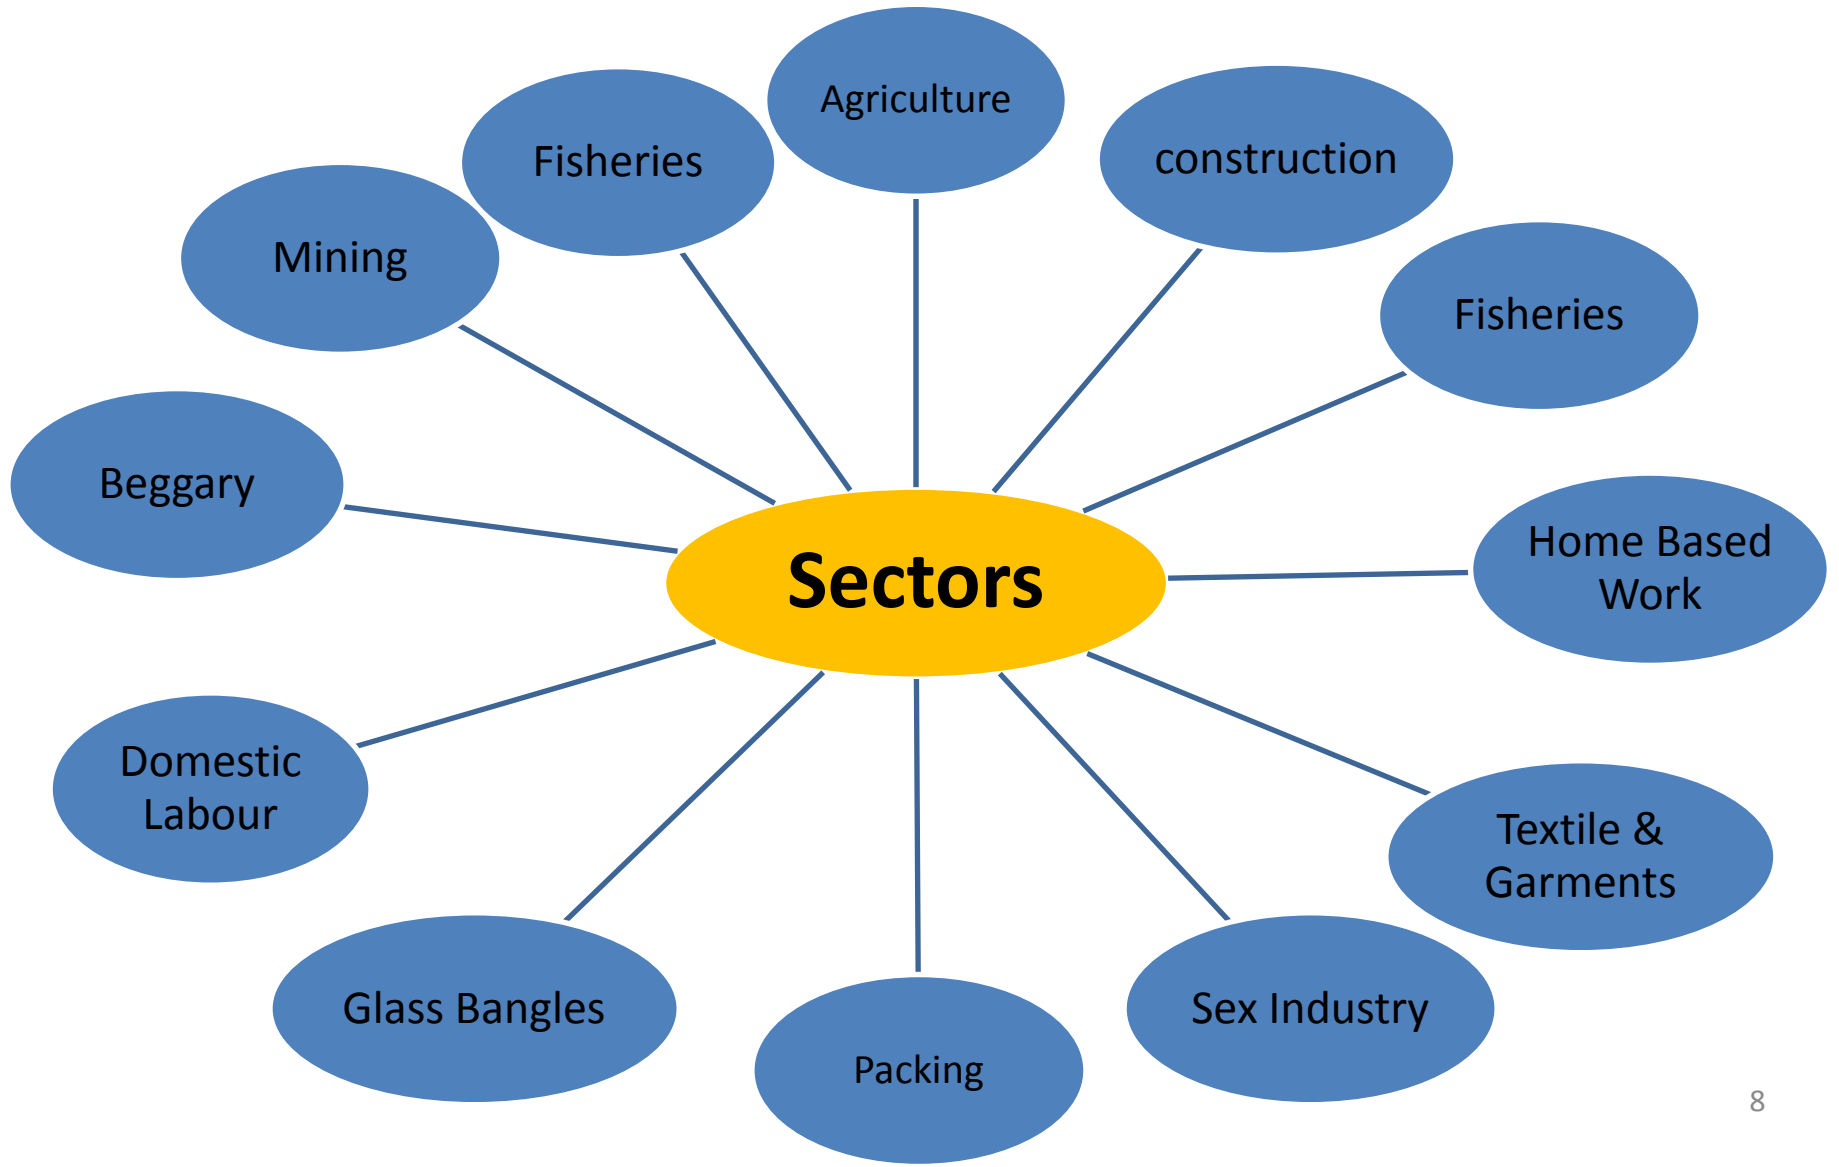 Agriculture
construction
Fisheries
Home Based
Work
Textile &
Garments
Sex Industry
Packing
Glass Bangles
Domestic
Labour
Beggary
Mining
Fisheries
Sectors
8